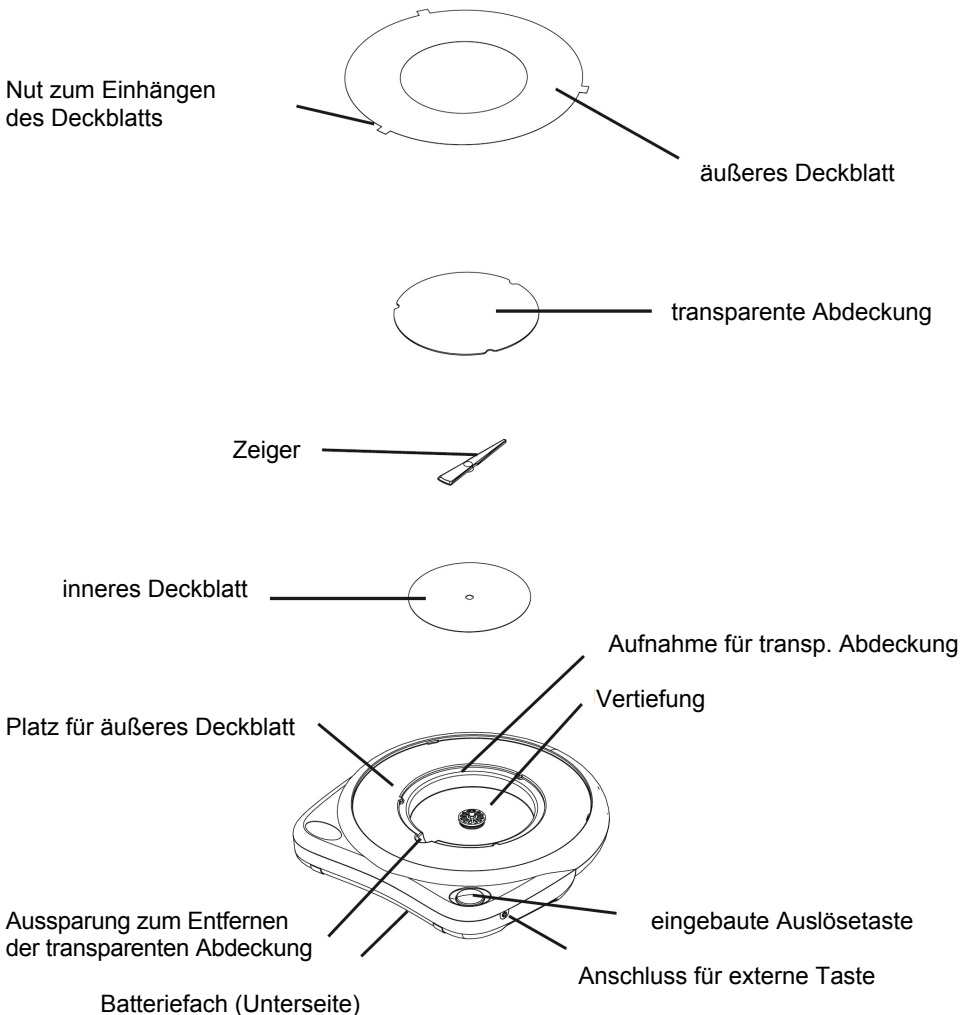 Nut zum Einhängen
des Deckblatts
äußeres Deckblatt
transparente Abdeckung
Zeiger
inneres Deckblatt
Aufnahme für transp. Abdeckung
Vertiefung
Platz für äußeres Deckblatt
Aussparung zum Entfernen
der transparenten Abdeckung
eingebaute Auslösetaste
Anschluss für externe Taste
Batteriefach (Unterseite)